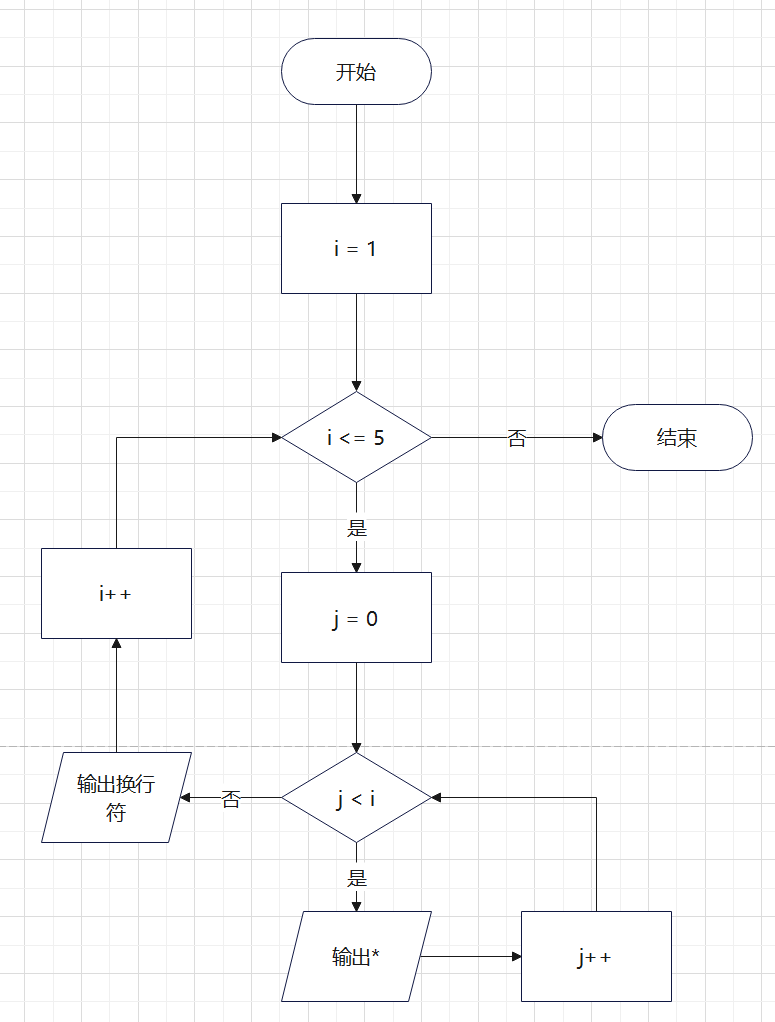 开始
i = 1
i <= 5
否
结束
是
i++
j = 0
输出换行
符
否
j < i
是
输出*
j++